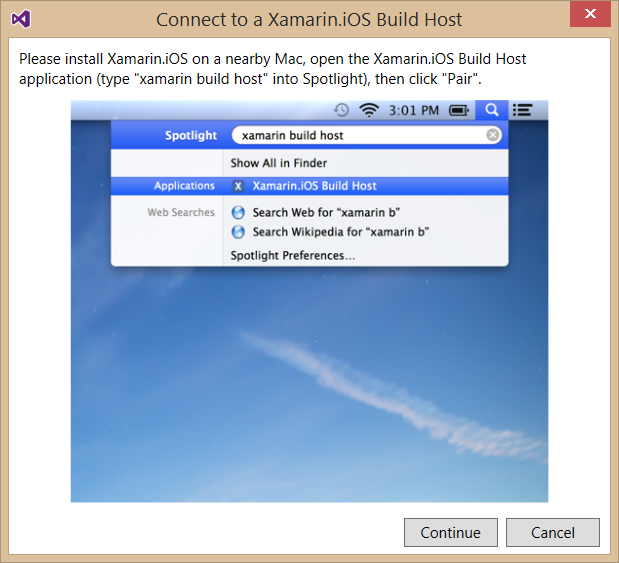 Connect to a Xamarin.iOS Build Host
Please install Xamarin.iOS on a nearby Mac, open the Xamarin.iOS Build Host
application (type "xamarin build host" into Spotlight), then click "Pair".
3:01 PM
Spotlight xamarin build host
Show All in Finder
Applications X Xamarin.iOS Build Host
Web Searches Search Web for “xamarin b”
Search Wikipedia for “xamarin b”
Spotlight Preferences...
Continue Cancel